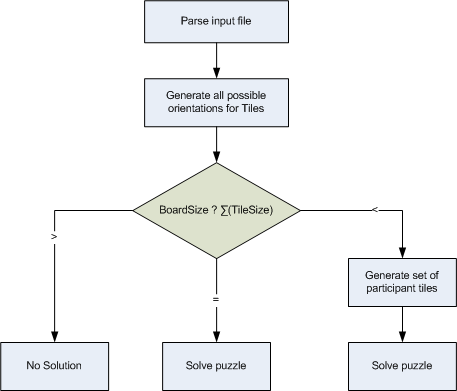 Parse input file
Generate all possible
orientations for Tiles
BoardSize ? ∑(TileSize)
>
<
=
Generate set of
participant tiles
No Solution
Solve puzzle
Solve puzzle